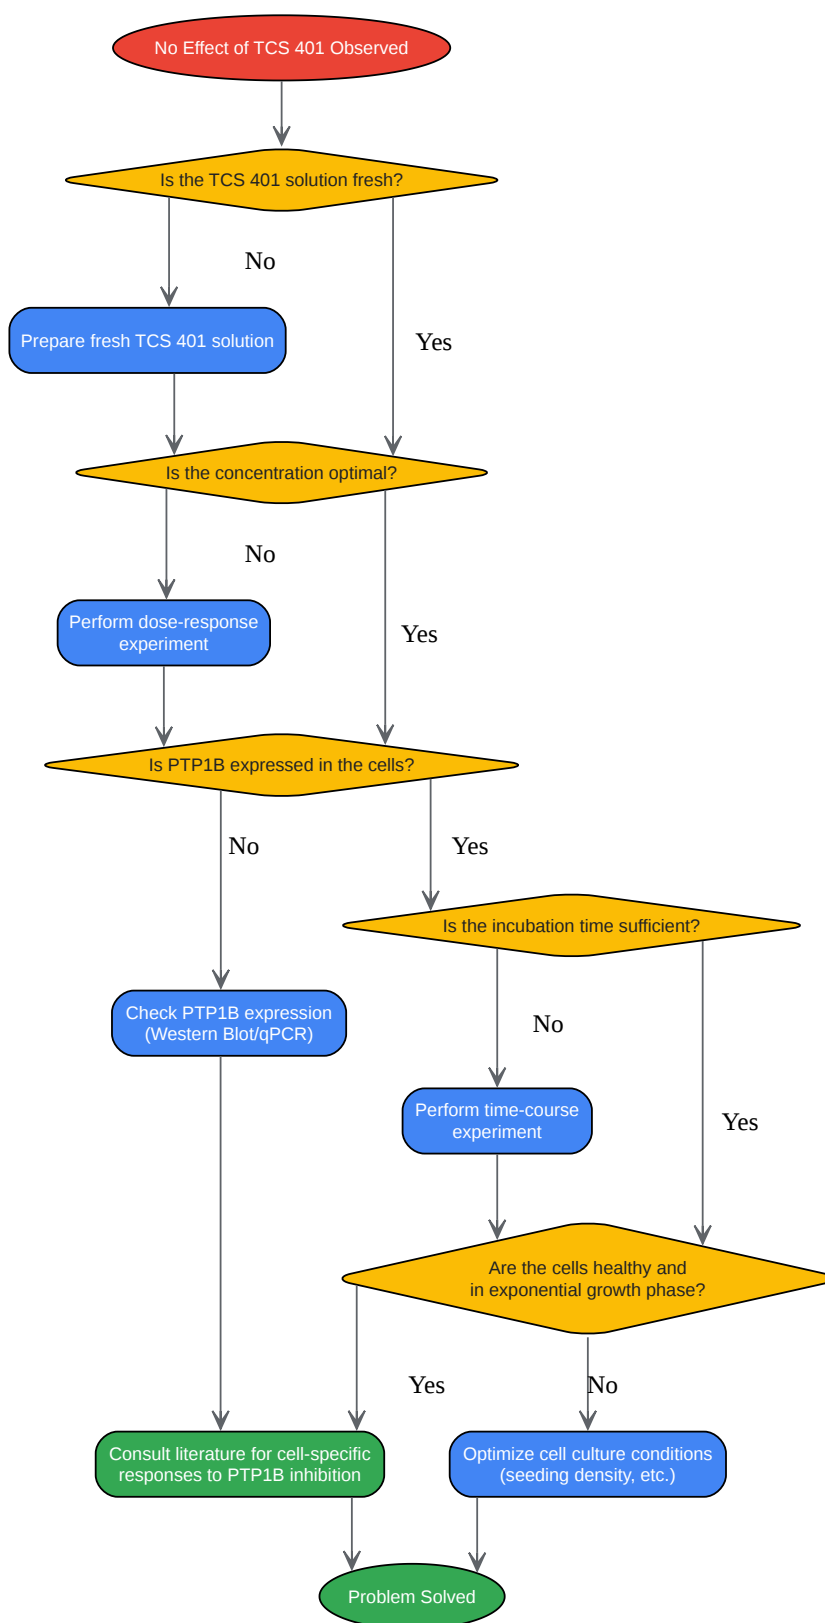 No Effect of TCS 401 Observed
Is the TCS 401 solution fresh?
No
Yes
Prepare fresh TCS 401 solution
Is the concentration optimal?
No
Yes
Perform dose-response
experiment
Is PTP1B expressed in the cells?
No
Yes
Is the incubation time sufficient?
Check PTP1B expression
(Western Blot/qPCR)
No
Yes
Perform time-course
experiment
Are the cells healthy and
in exponential growth phase?
Yes
No
Consult literature for cell-specific
responses to PTP1B inhibition
Optimize cell culture conditions
(seeding density, etc.)
Problem Solved